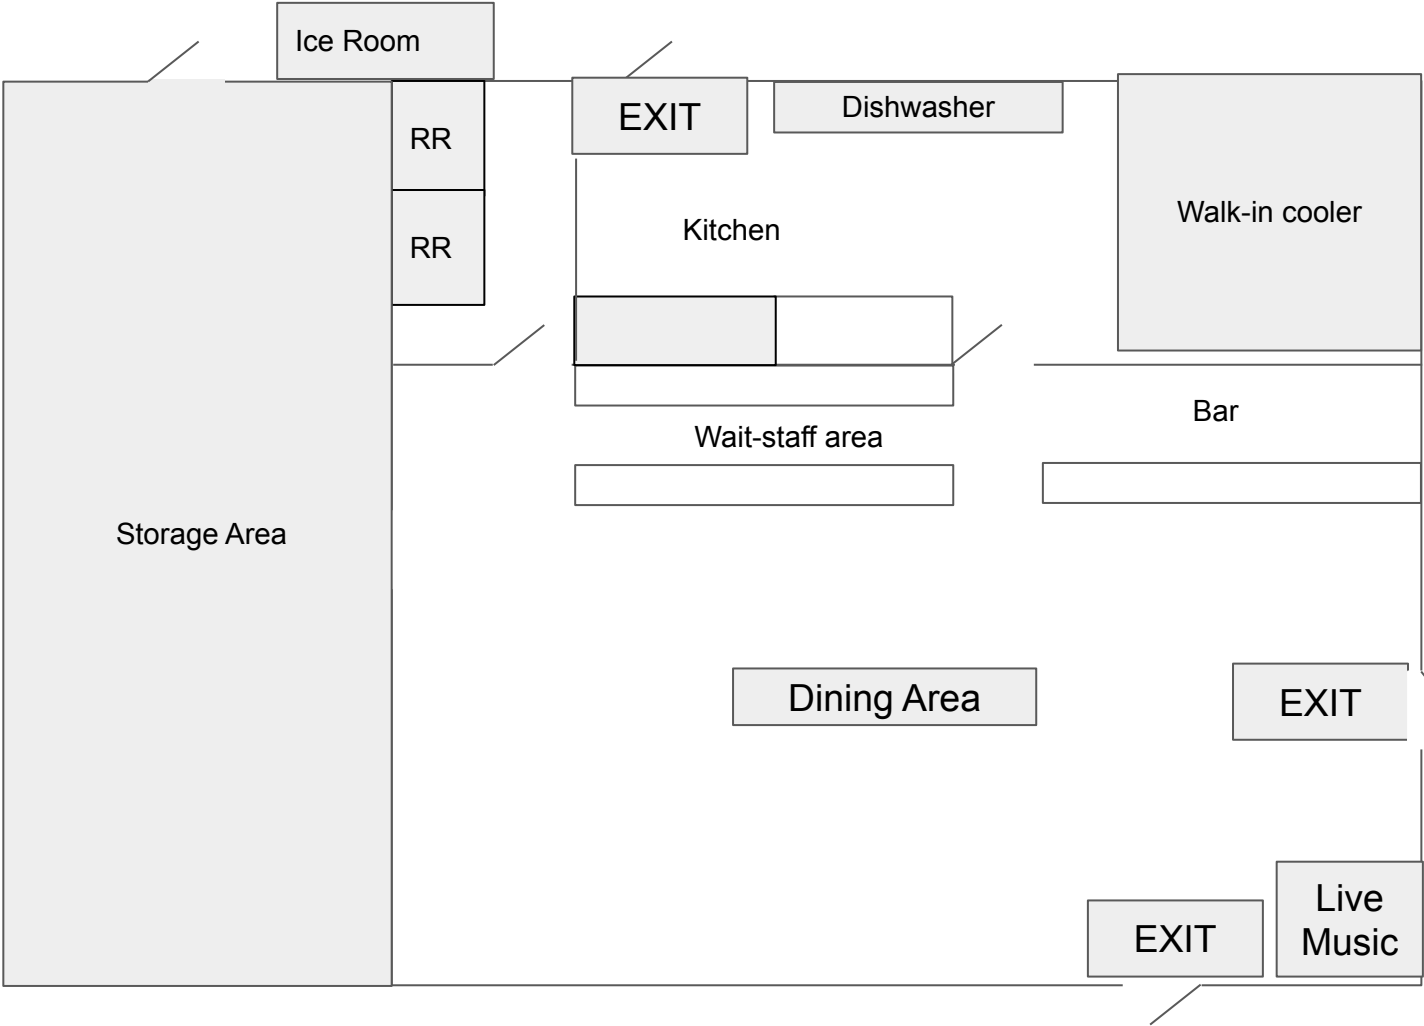 Ice Room
RR
EXIT
Dishwasher
Walk-in cooler
Kitchen
RR
Bar
Wait-staff area
Storage Area
Dining Area
EXIT
EXIT
Live
Music